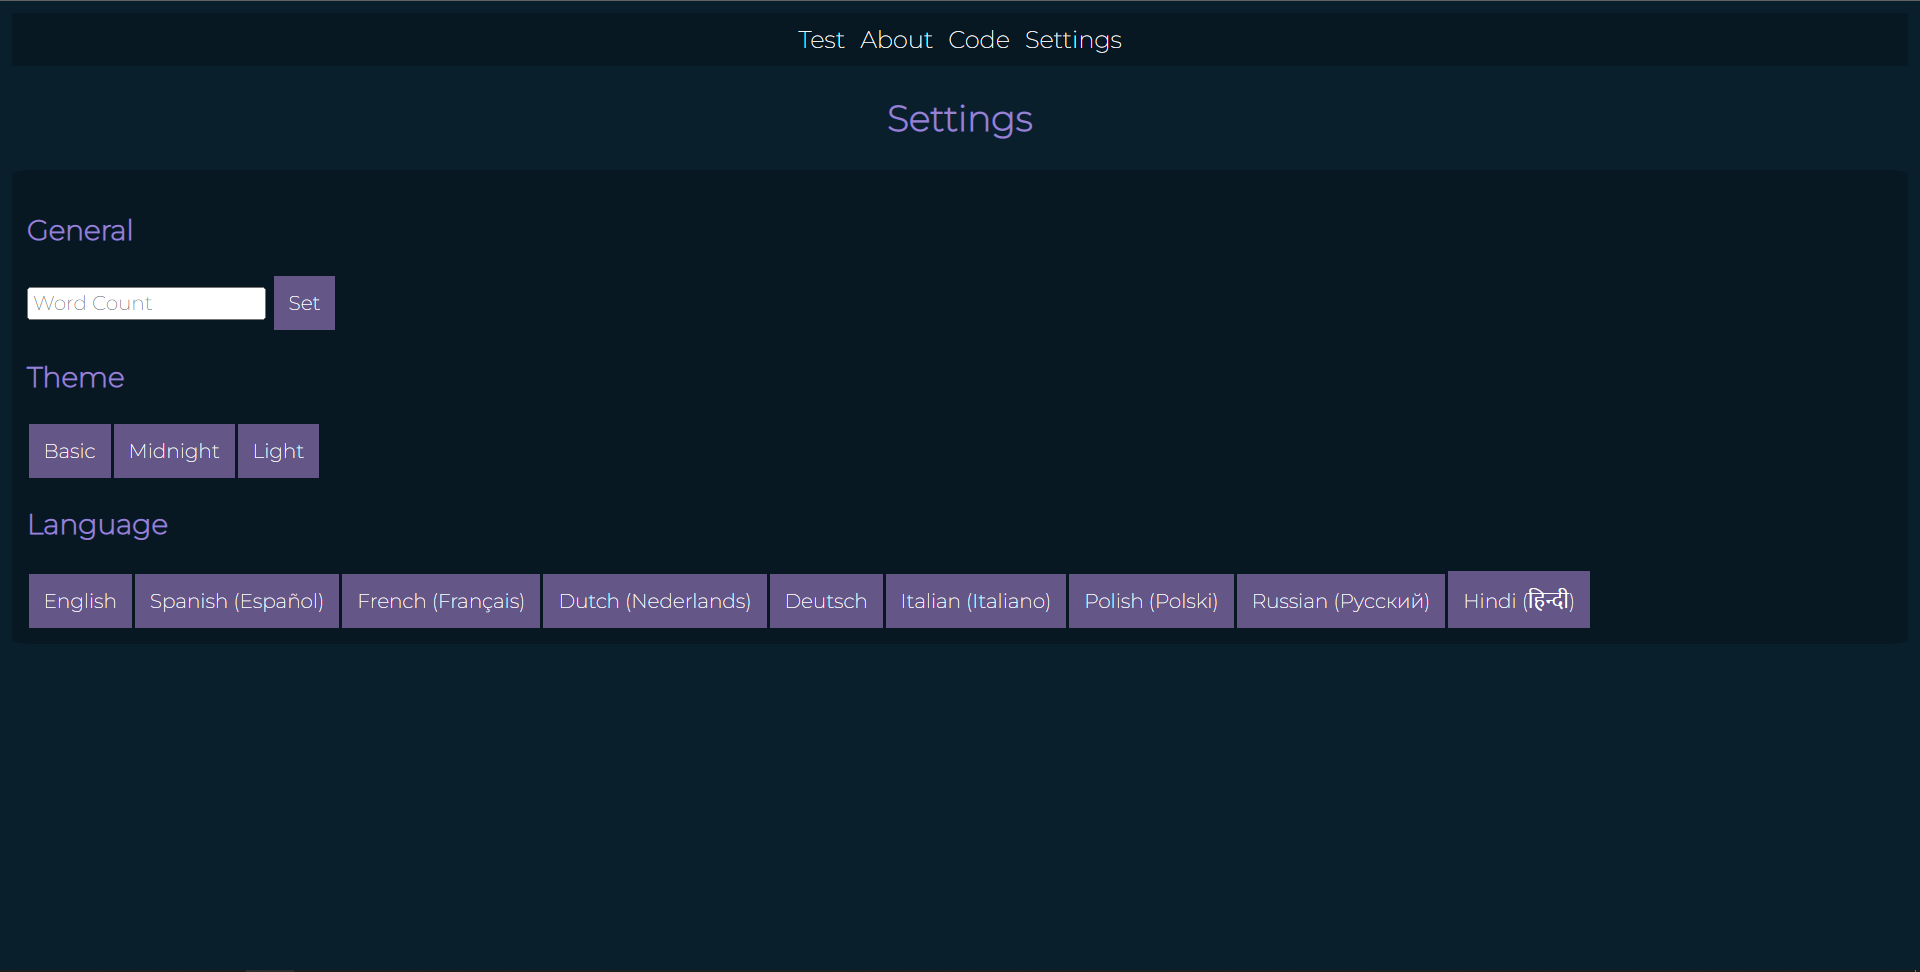 Test About Code Settings
Settings
General
Word Count Set
Theme
Basic Midnight Light
Language
English Spanish (Español) French (Français) Dutch (Nederlands) Deutsch Italian (Italiano) Polish (Polski) Russian (Русский) Hindi (हिन्दी)